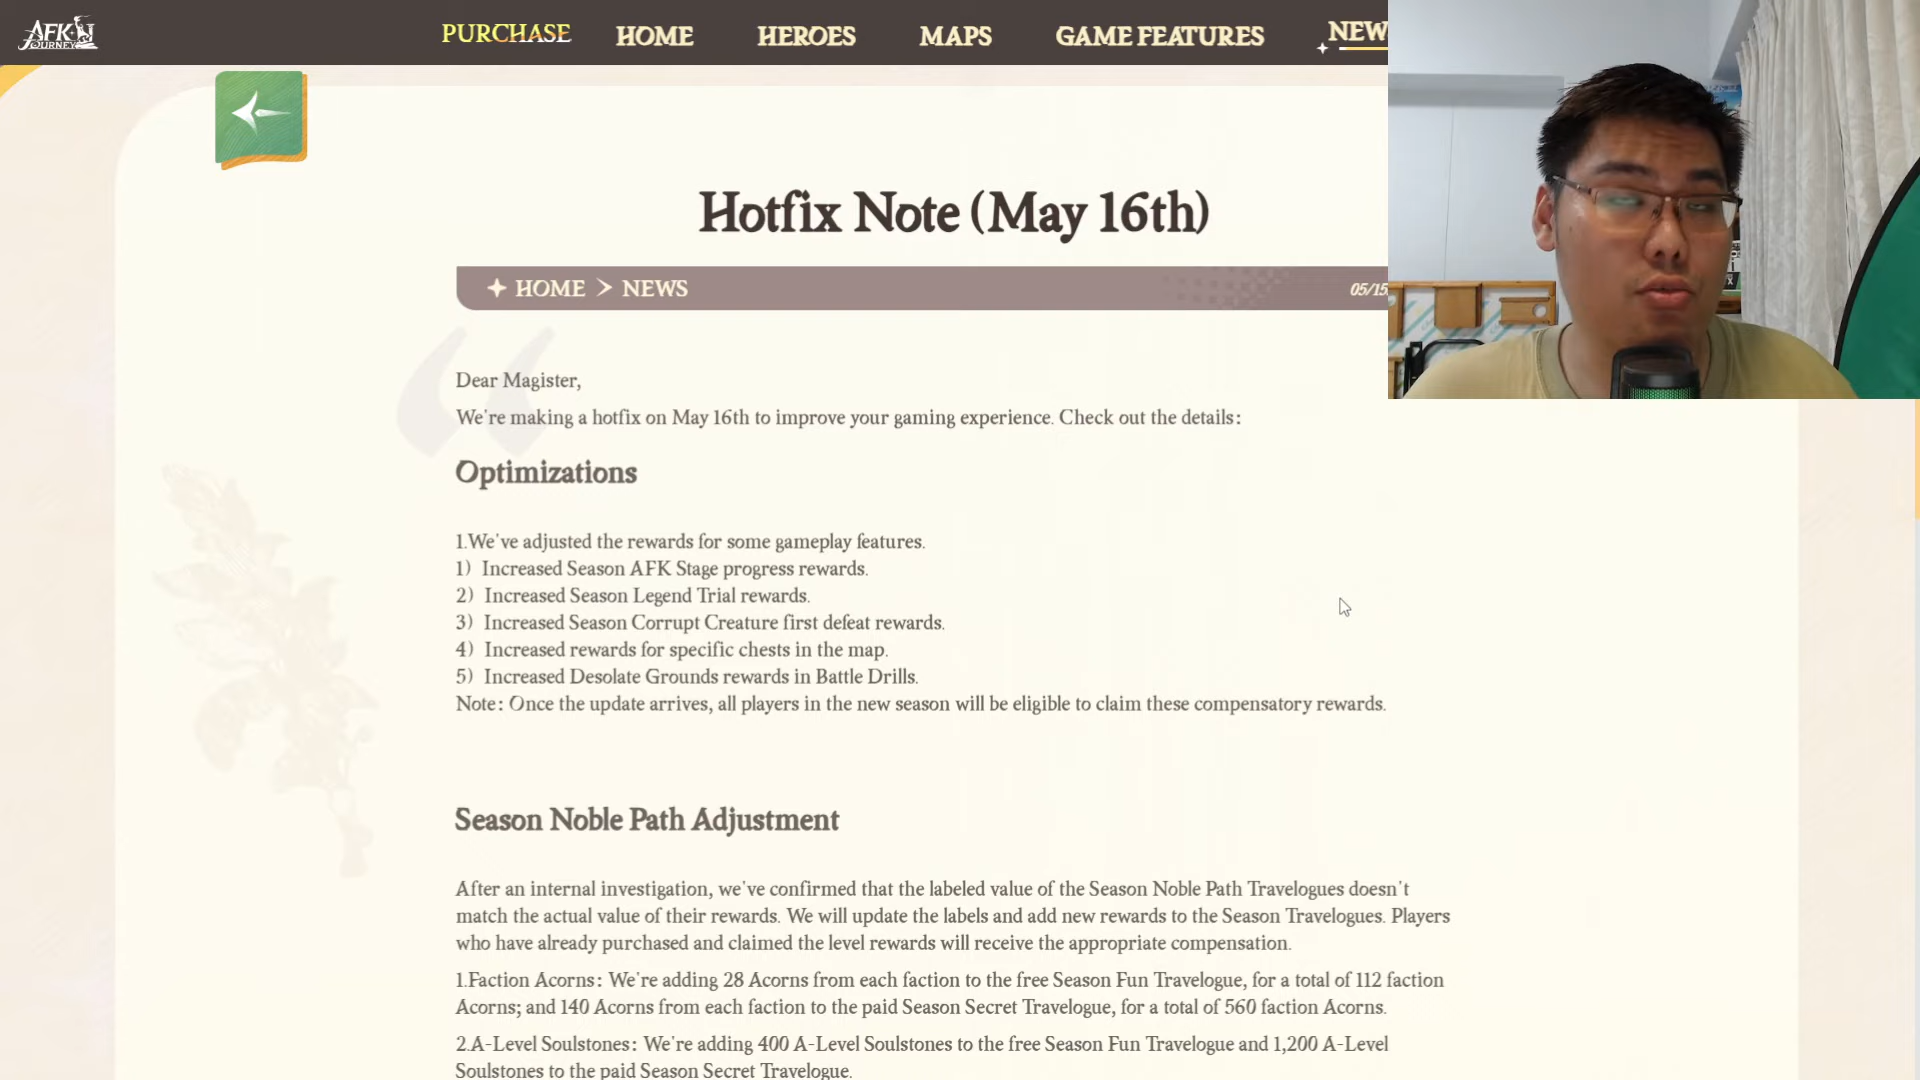 AFK
JOURNEY
PURCHASE
HOME
HEROES
MAPS
GAME FEATURES
NEW
Hotfix Note (May 16th)
HOME > NEWS
05/15
Dear Magister,
We're making a hotfix on May 16th to improve your gaming experience. Check out the details:
Optimizations
1.We've adjusted the rewards for some gameplay features.
1) Increased Season AFK Stage progress rewards.
2) Increased Season Legend Trial rewards.
3) Increased Season Corrupt Creature first defeat rewards.
4) Increased rewards for specific chests in the map.
5) Increased Desolate Grounds rewards in Battle Drills.
Note: Once the update arrives, all players in the new season will be eligible to claim these compensatory rewards.
Season Noble Path Adjustment
After an internal investigation, we've confirmed that the labeled value of the Season Noble Path Travelogues doesn't
match the actual value of their rewards. We will update the labels and add new rewards to the Season Travelogues. Players
who have already purchased and claimed the level rewards will receive the appropriate compensation.
1.Faction Acorns: We're adding 28 Acorns from each faction to the free Season Fun Travelogue, for a total of 112 faction
Acorns; and 140 Acorns from each faction to the paid Season Secret Travelogue, for a total of 560 faction Acorns.
2.A-Level Soulstones: We're adding 400 A-Level Soulstones to the free Season Fun Travelogue and 1,200 A-Level
Soulstones to the paid Season Secret Travelogue.